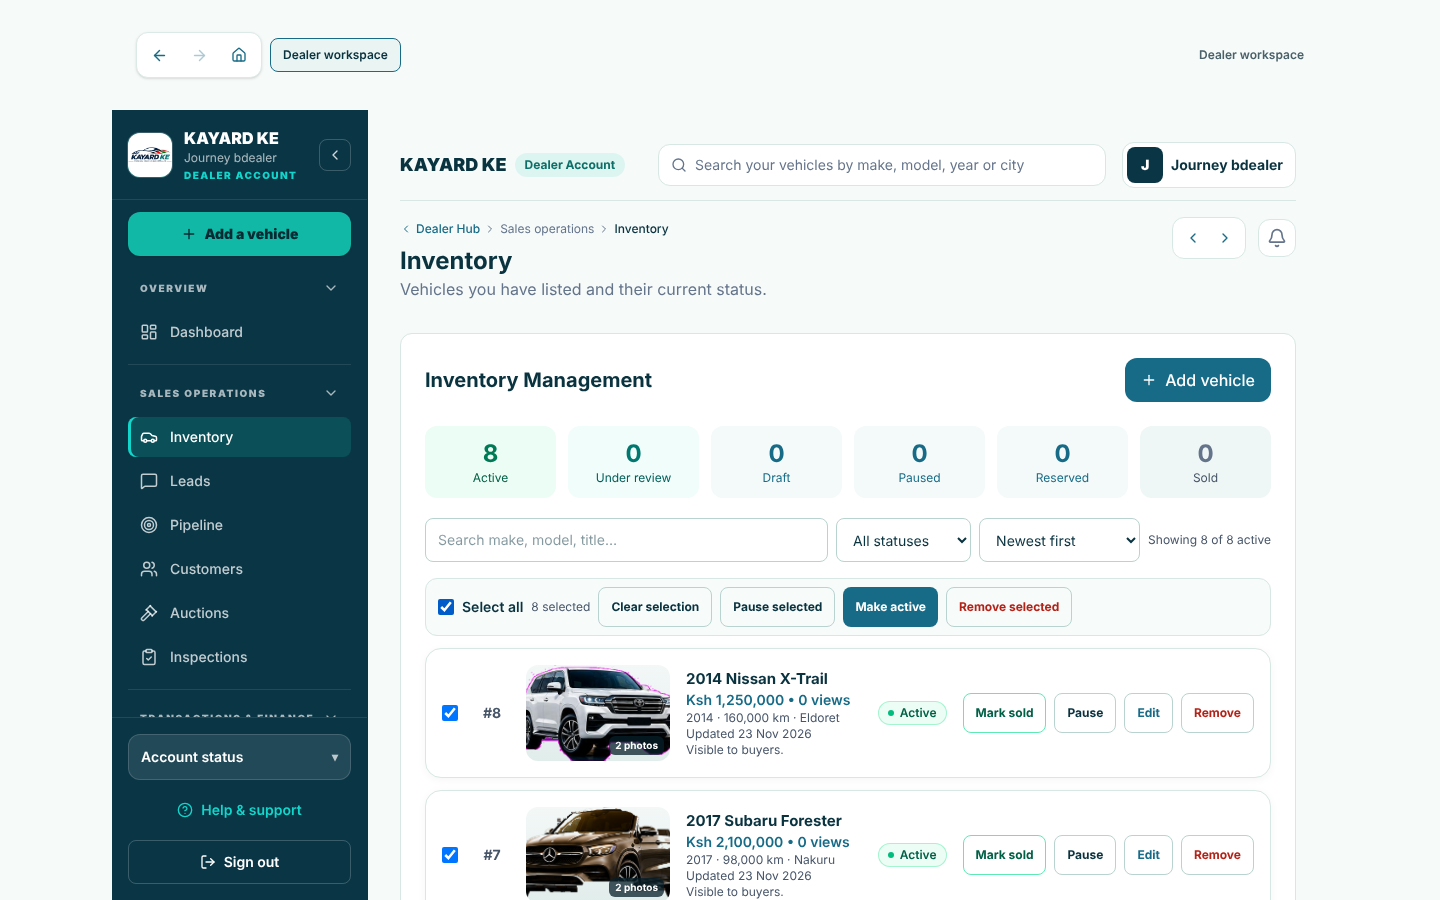 Dealer workspace
Dealer workspace
KAYARD KE
KAYARD KE
Journey bdealer
DEALER ACCOUNT
Add a vehicle
OVERVIEW
Dashboard
SALES OPERATIONS
Inventory
Leads
Pipeline
Customers
Auctions
Inspections
TRANSACTIONS & FINANCE
Account status
Help & support
Sign out
KAYARD KE
Dealer Account
Search your vehicles by make, model, year or city
J
Journey bdealer
Dealer Hub
Sales operations
Inventory
Inventory
Vehicles you have listed and their current status.
Inventory Management
Add vehicle
8
Active
0
Under review
0
Draft
0
Paused
0
Reserved
0
Sold
Search make, model, title...
All statuses
Newest first
Showing 8 of 8 active
Select all
8 selected
Clear selection
Pause selected
Make active
Remove selected
#8
2 photos
2014 Nissan X-Trail
Ksh 1,250,000 • 0 views
2014 · 160,000 km · Eldoret
Updated 23 Nov 2026
Visible to buyers.
Active
Mark sold
Pause
Edit
Remove
#7
2 photos
2017 Subaru Forester
Ksh 2,100,000 • 0 views
2017 · 98,000 km · Nakuru
Updated 23 Nov 2026
Visible to buyers.
Active
Mark sold
Pause
Edit
Remove